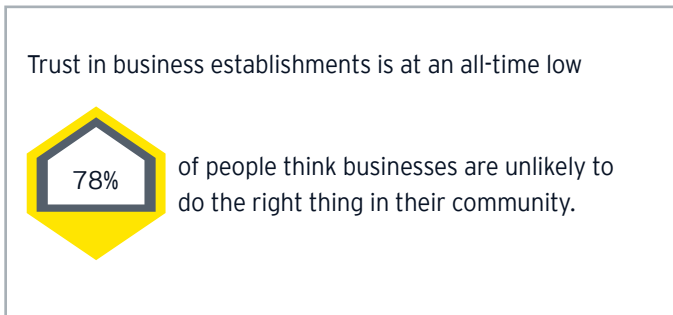 Trust in business establishments is at an all-time low
78%
of people think businesses are unlikely to
do the right thing in their community.